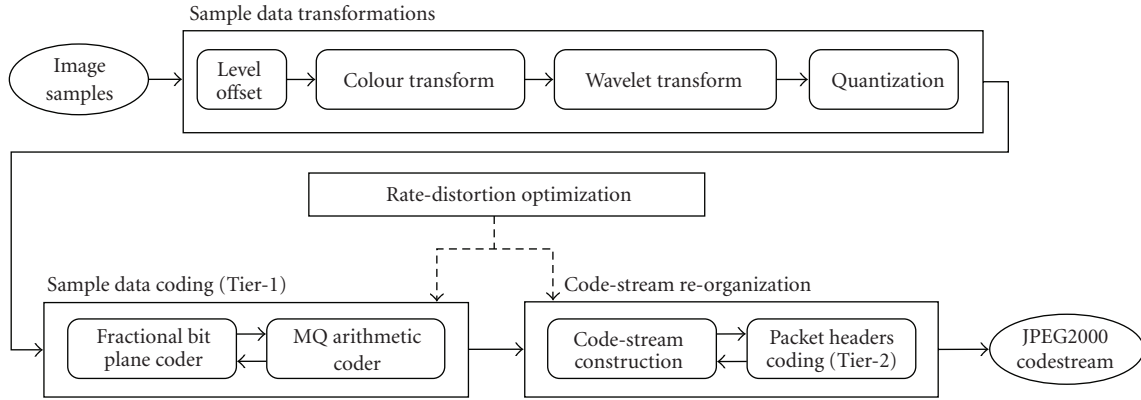 Sample data transformations
Image
samples
Level
offset
Colour transform
Wavelet transform
Quantization
Rate-distortion optimization
Sample data coding (Tier-1)
Fractional bit
plane coder
MQ arithmetic
coder
Code-stream re-organization
Code-stream
construction
Packet headers
coding (Tier-2)
JPEG2000
codestream